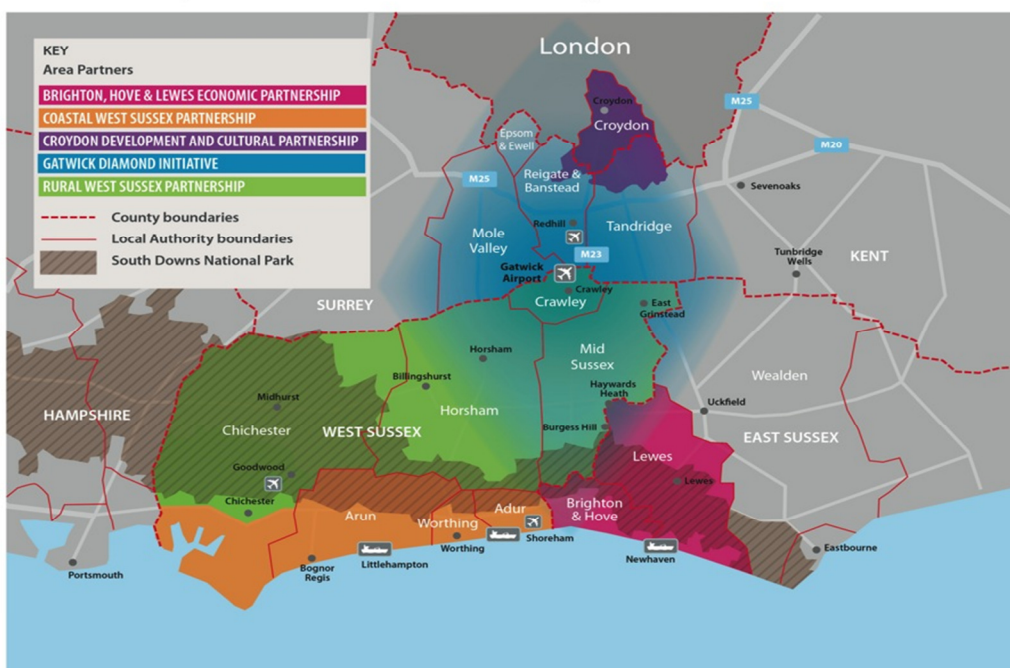 London
KEY
Area Partners
BRIGHTON, HOVE & LEWES ECONOMIC PARTNERSHIP
COASTAL WEST SUSSEX PARTNERSHIP
CROYDON DEVELOPMENT AND CULTURAL PARTNERSHIP
GATWICK DIAMOND INITIATIVE
RURAL WEST SUSSEX PARTNERSHIP
County boundaries
Local Authority boundaries
South Downs National Park
Croydon
Croydon
M25
Epsom
& Ewell
M20
Reigate &
Banstead
M25
Sevenoaks
Redhill
Mole
Valley
Tandridge
M23
Tunbridge
Wells
KENT
Gatwick
Airport
Crawley
Crawley
East
Grinstead
SURREY
Horsham
Mid
Sussex
Billingshurst
Wealden
Haywards
Heath
Midhurst
HAMPSHIRE
Horsham
Uckfield
Chichester
WEST SUSSEX
Burgess Hill
EAST SUSSEX
Lewes
Goodwood
Lewes
Chichester
Arun
Worthing
Adur
Brighton
& Hove
Worthing
Shoreham
Bognor
Regis
Littlehampton
Newhaven
Eastbourne
Portsmouth